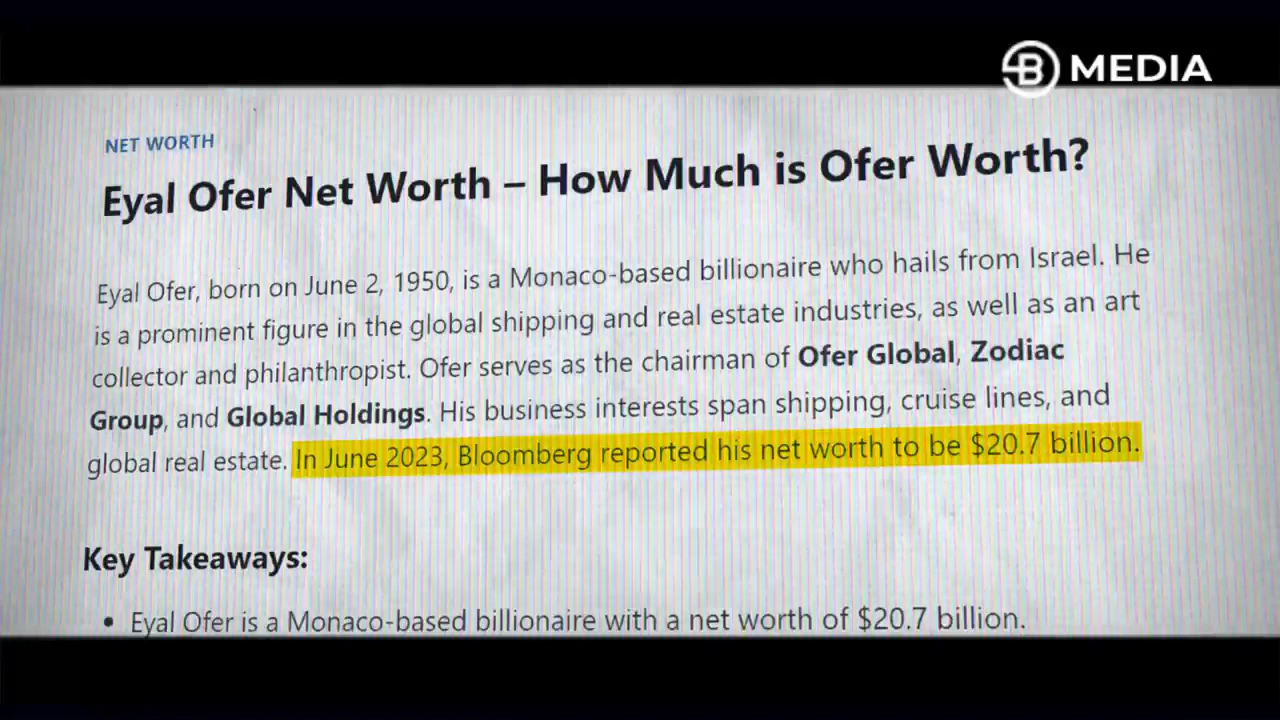 B MEDIA
NET WORTH
Eyal Ofer Net Worth – How Much is Ofer Worth?
Eyal Ofer, born on June 2, 1950, is a Monaco-based billionaire who hails from Israel. He
is a prominent figure in the global shipping and real estate industries, as well as an art
collector and philanthropist. Ofer serves as the chairman of Ofer Global, Zodiac
Group, and Global Holdings. His business interests span shipping, cruise lines, and
global real estate. In June 2023, Bloomberg reported his net worth to be $20.7 billion.
Key Takeaways:
• Eyal Ofer is a Monaco-based billionaire with a net worth of $20.7 billion.